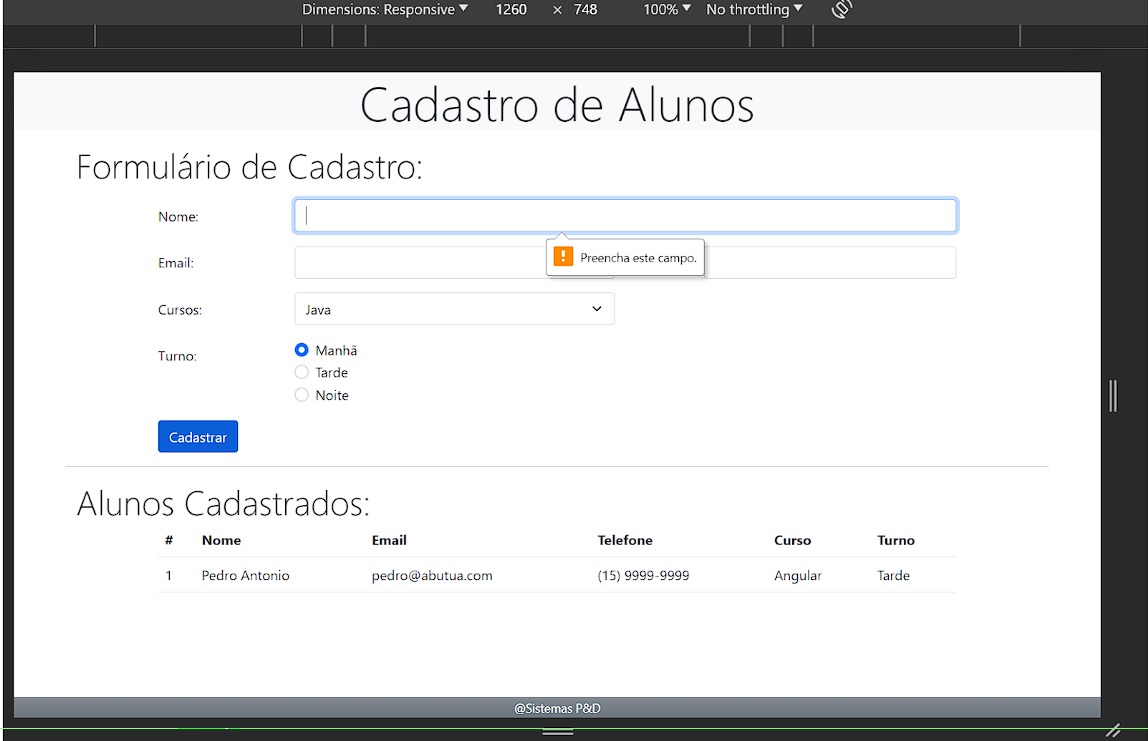 Dimensions: Responsive 1260 × 748 100% No throttling
Cadastro de Alunos
Formulário de Cadastro:
Nome:
Preencha este campo.
Email:
Cursos: Java
Turno: Manhã
Tarde
Noite
Cadastrar
Alunos Cadastrados:
# Nome Email Telefone Curso Turno
1 Pedro Antonio pedro@abutua.com (15) 9999-9999 Angular Tarde
@Sistemas P&D